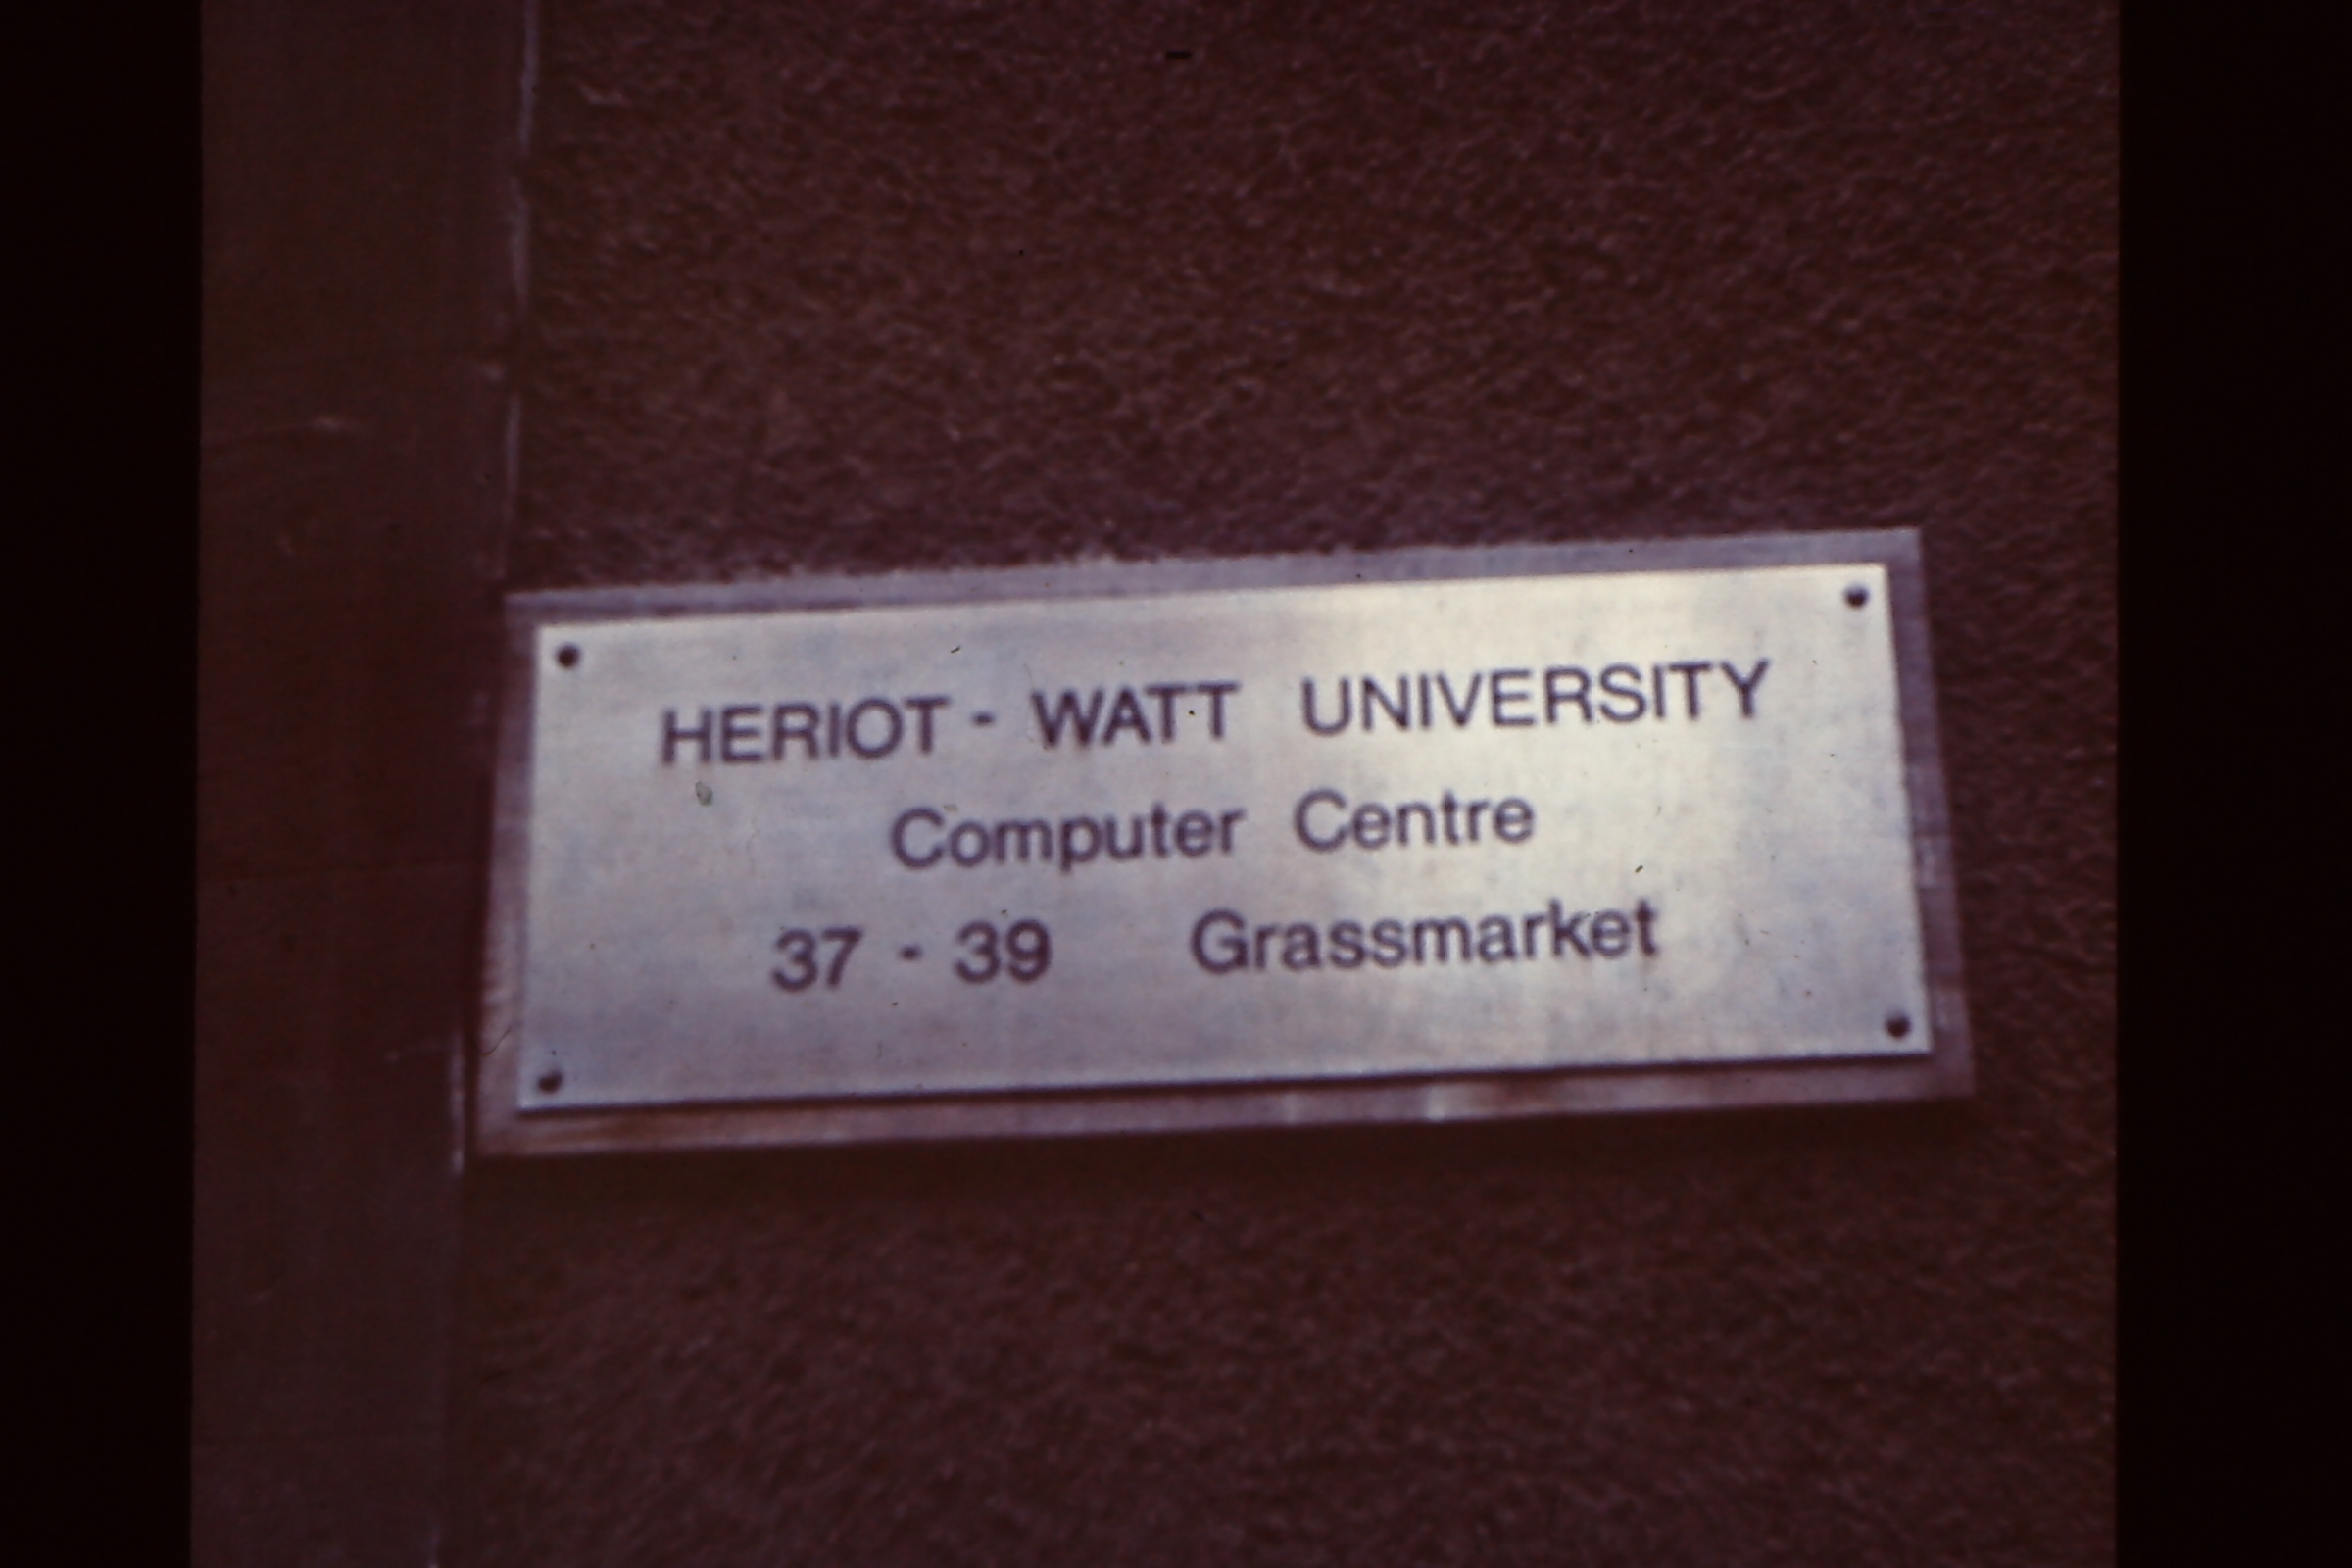 HERIOT - WATT UNIVERSITY
Computer Centre
37 - 39 Grassmarket